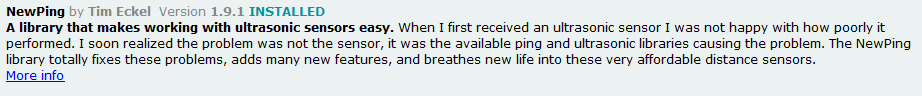 NewPing by Tim Eckel Version 1.9.1 INSTALLED
A library that makes working with ultrasonic sensors easy. When I first received an ultrasonic sensor I was not happy with how poorly it
performed. I soon realized the problem was not the sensor, it was the available ping and ultrasonic libraries causing the problem. The NewPing
library totally fixes these problems, adds many new features, and breathes new life into these very affordable distance sensors.
More info